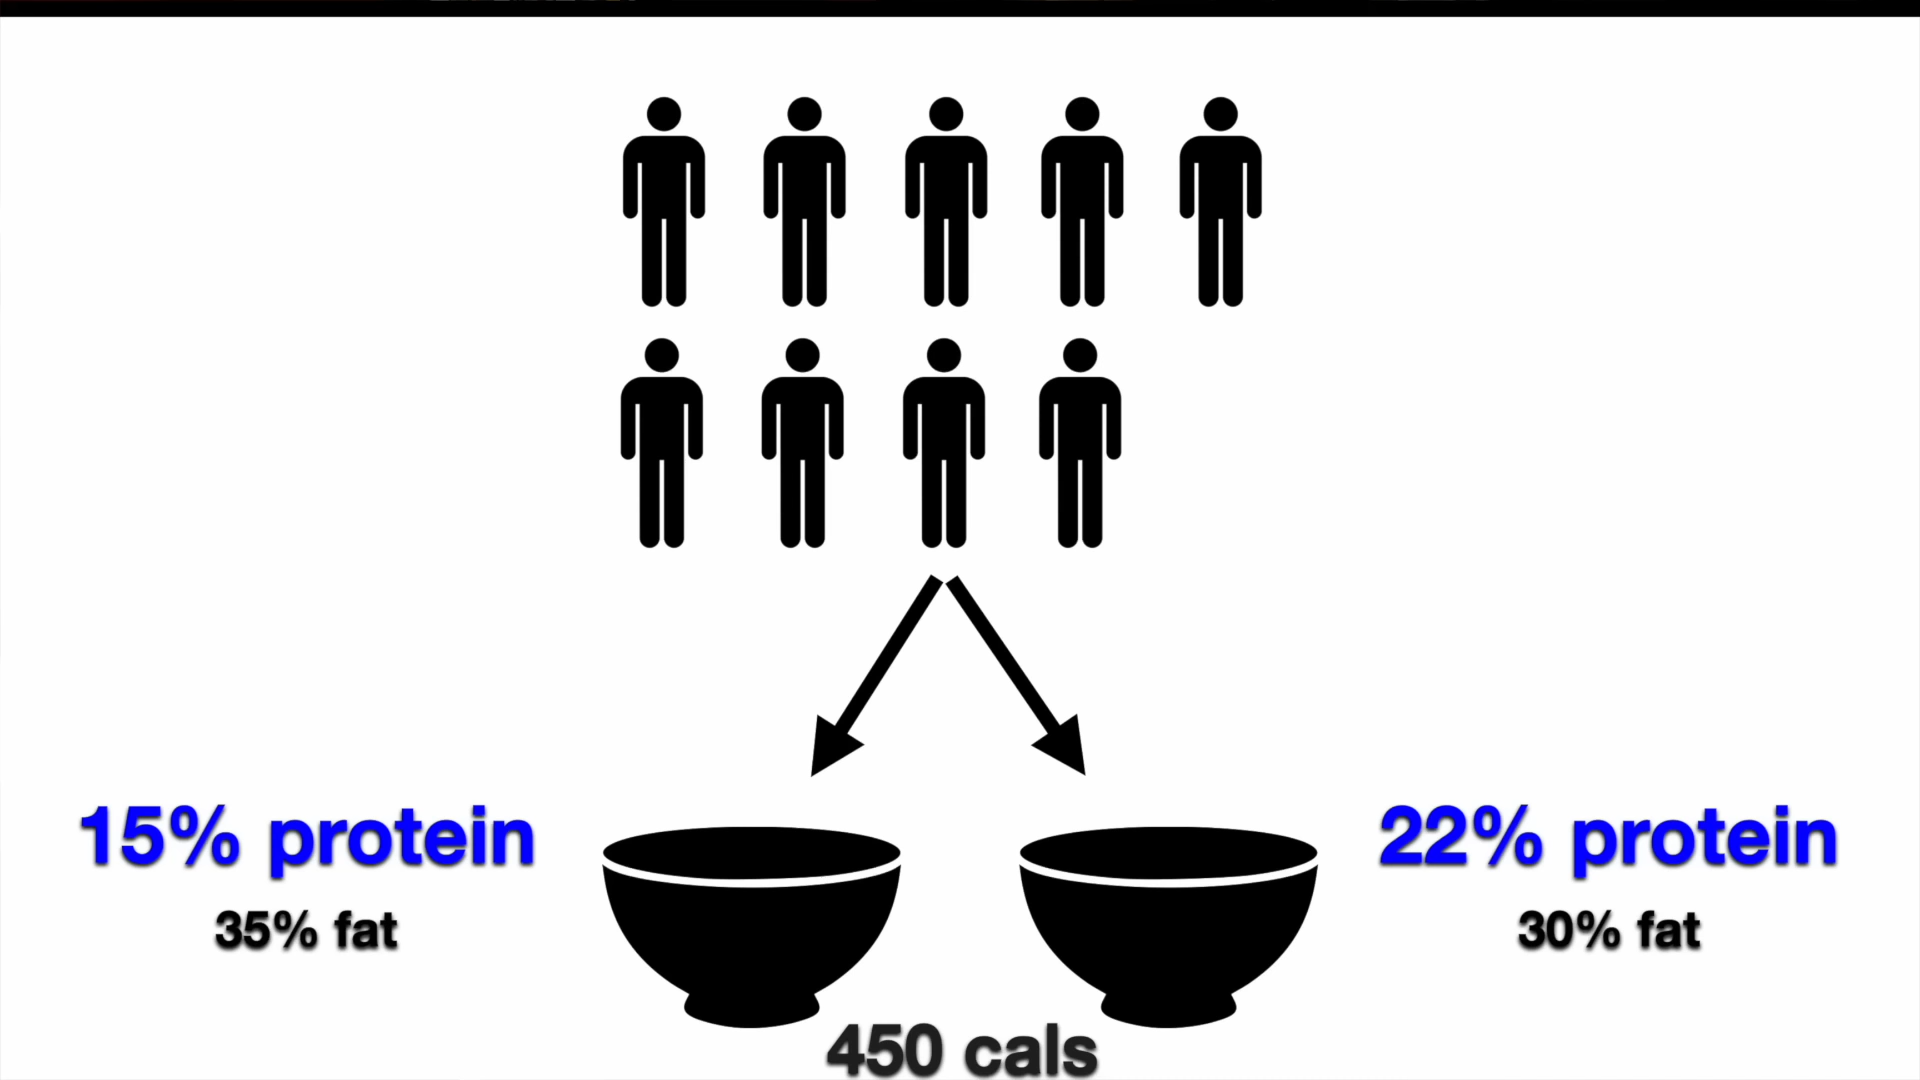 15% protein
35% fat
22% protein
30% fat
450 cals